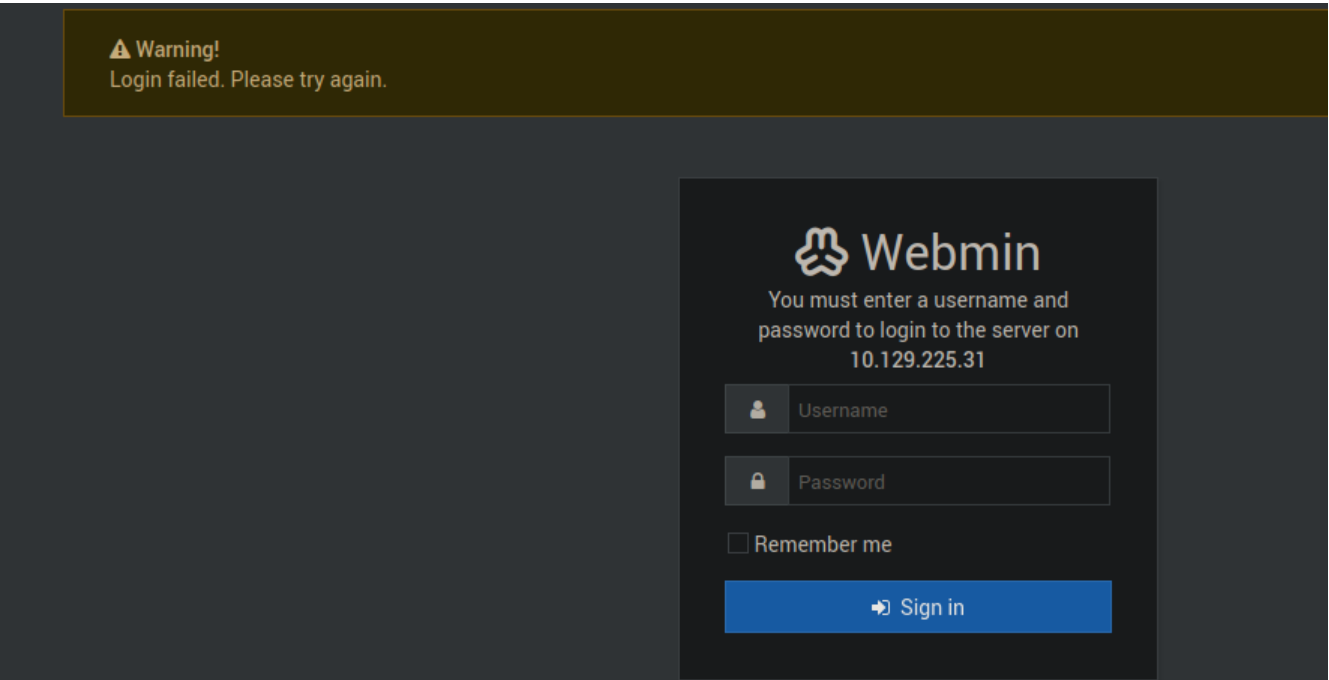 Warning!
Login failed. Please try again.
Webmin
You must enter a username and
password to login to the server on
10.129.225.31
Username
Password
Remember me
Sign in